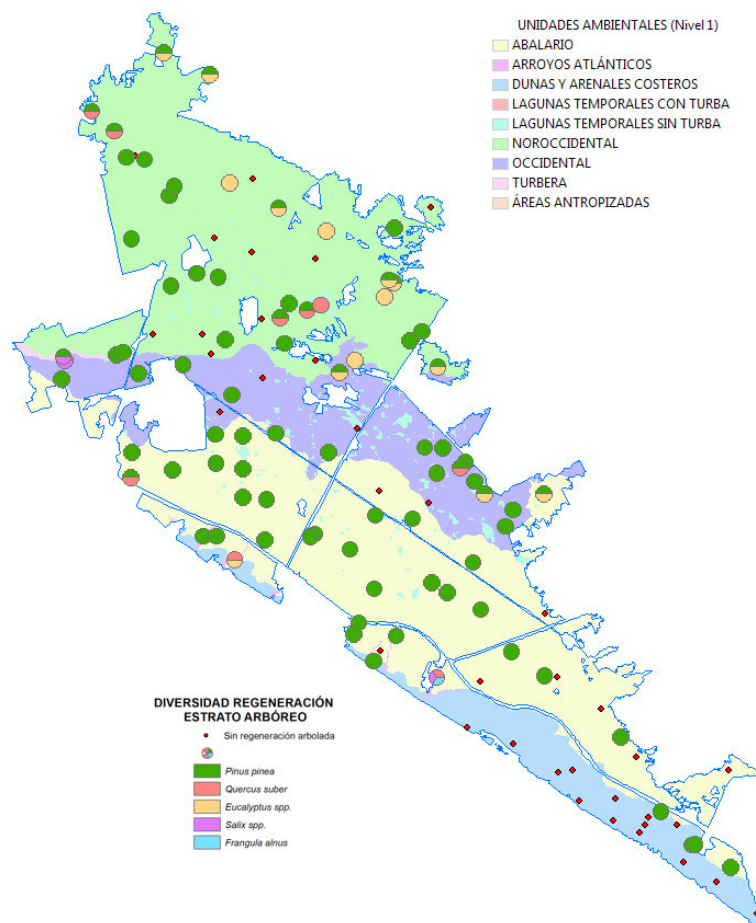 UNIDADES AMBIENTALES (Nivel 1)
ABALARIO
ARROYOS ATLÁNTICOS
DUNAS Y ARENALES COSTEROS
LAGUNAS TEMPORALES CON TURBA
LAGUNAS TEMPORALES SIN TURBA
NOROCCIDENTAL
OCCIDENTAL
TURBERA
ÁREAS ANTROPIZADAS
DIVERSIDAD REGENERACIÓN
ESTRATO ARBÓREO
Sin regeneración arbolada
Pinus pinea
Quercus suber
Eucalyptus spp.
Salix spp.
Frangula alnus